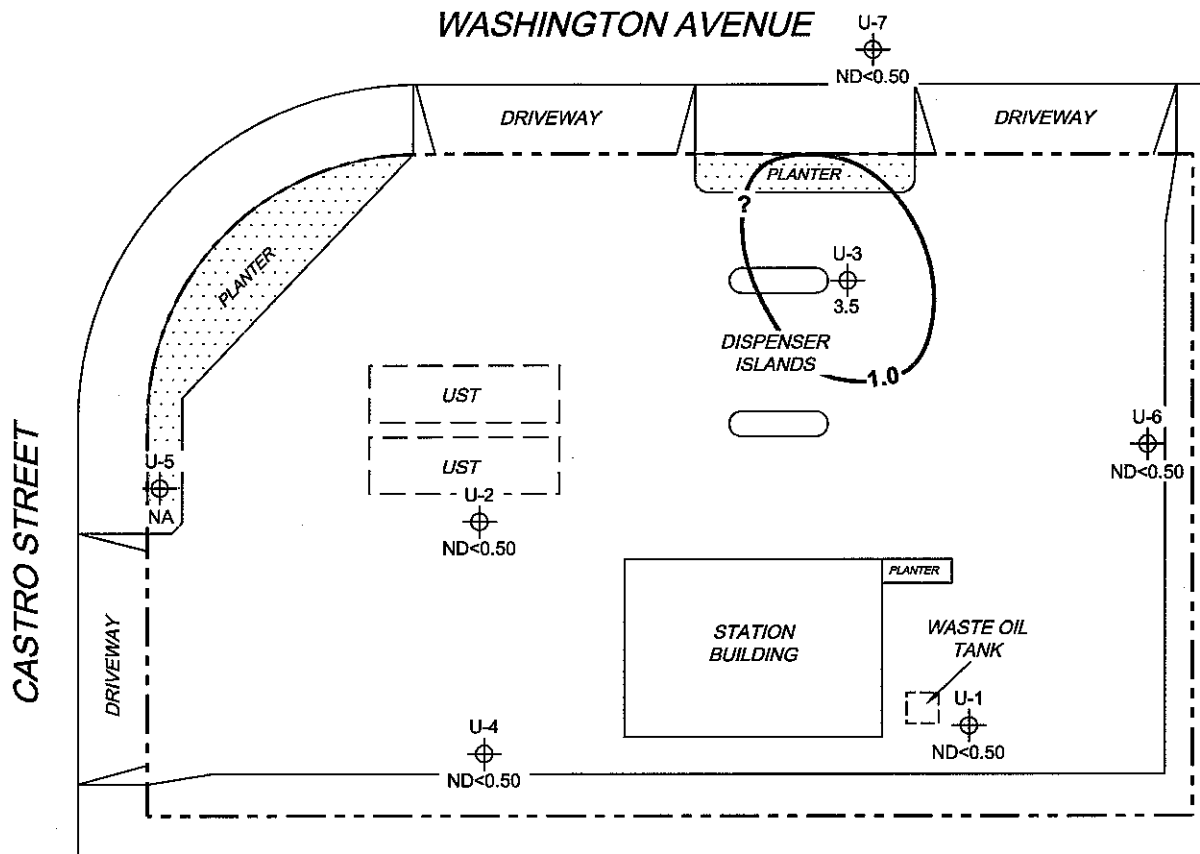 WASHINGTON AVENUE
U-7
ND<0.50
DRIVEWAY
DRIVEWAY
PLANTER
?
PLANTER
U-3
3.5
DISPENSER
ISLANDS
1.0
UST
UST
U-2
ND<0.50
U-5
NA
U-6
ND<0.50
CASTRO STREET
DRIVEWAY
PLANTER
STATION
BUILDING
WASTE OIL
TANK
U-1
ND<0.50
U-4
ND<0.50